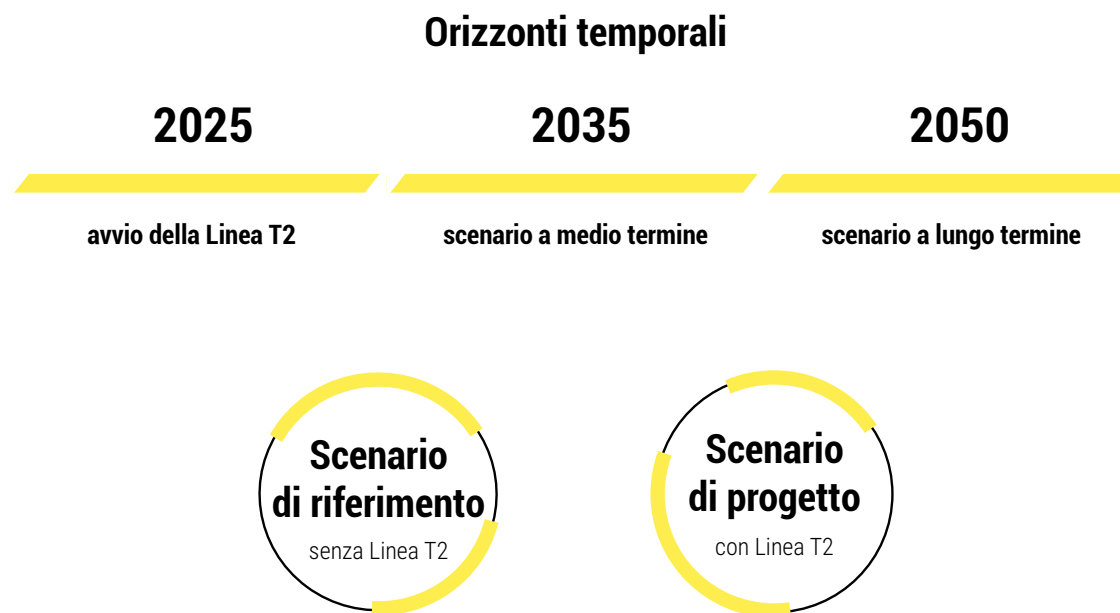 Orizzonti temporali
2025
2035
2050
avvio della Linea T2
scenario a medio termine
scenario a lungo termine
Scenario
di riferimento
senza Linea T2
Scenario
di progetto
con Linea T2